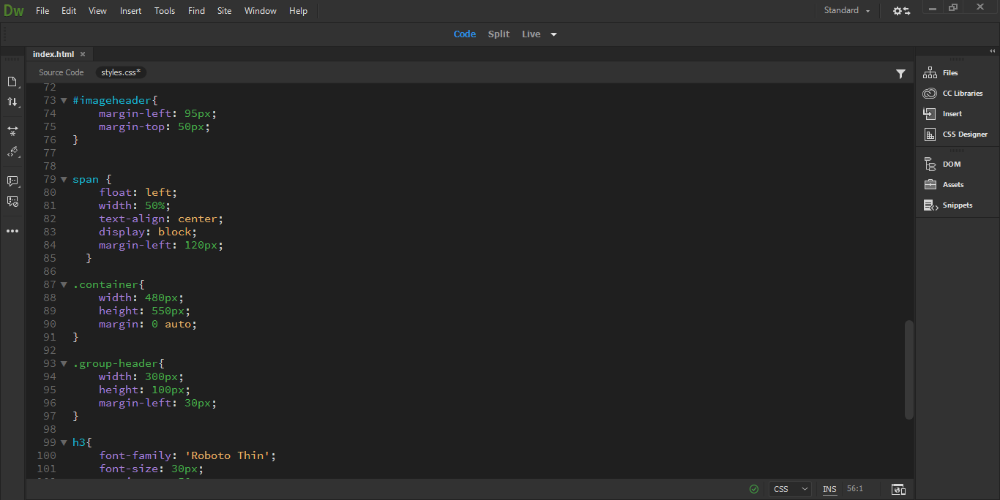 Dw File Edit View Insert Tools Find Site Window Help Standard
Code Split Live
index.html
Source Code styles.css*
72
73 #imageheader{
74 margin-left: 95px;
75 margin-top: 50px;
76 }
77
78
79 span {
80 float: left;
81 width: 50%;
82 text-align: center;
83 display: block;
84 margin-left: 120px;
85 }
86
87 .container{
88 width: 480px;
89 height: 550px;
90 margin: 0 auto;
91 }
92
93 .group-header{
94 width: 300px;
95 height: 100px;
96 margin-left: 30px;
97 }
98
99 h3{
100 font-family: 'Roboto Thin';
101 font-size: 30px;
Files
CC Libraries
Insert
CSS Designer
DOM
Assets
Snippets
CSS INS 56:1